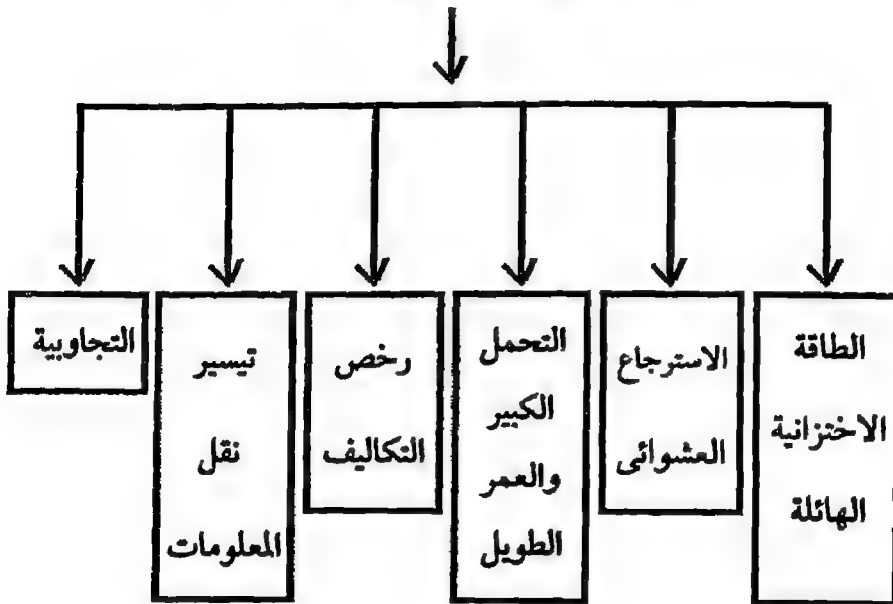 الطاقة
الاختزانية
الهائلة
الاسترجاع
العشوائى
التحمل
الكبير
والعمر
الطويل
رخص
التكاليف
تيسير
نقل
المعلومات
التجاوبية